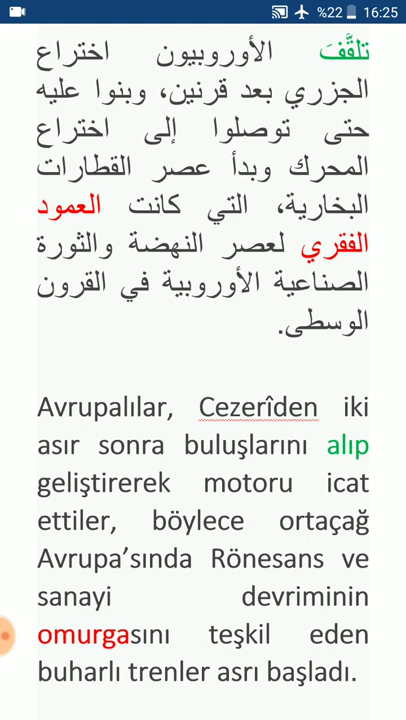 %22 16:25
تلقَّفَ الأوروبيون اختراع
الجزري بعد قرنين، وبنوا عليه
حتى توصلوا إلى اختراع
المحرك وبدأ عصر القطارات
البخارية، التي كانت العمود
الفقري لعصر النهضة والثورة
الصناعية الأوروبية في القرون
الوسطى.
Avrupalılar, Cezerîden iki
asır sonra buluşlarını alıp
geliştirerek motoru icat
ettiler, böylece ortaçağ
Avrupa’sında Rönesans ve
sanayi devriminin
omurgasını teşkil eden
buharlı trenler asrı başladı.